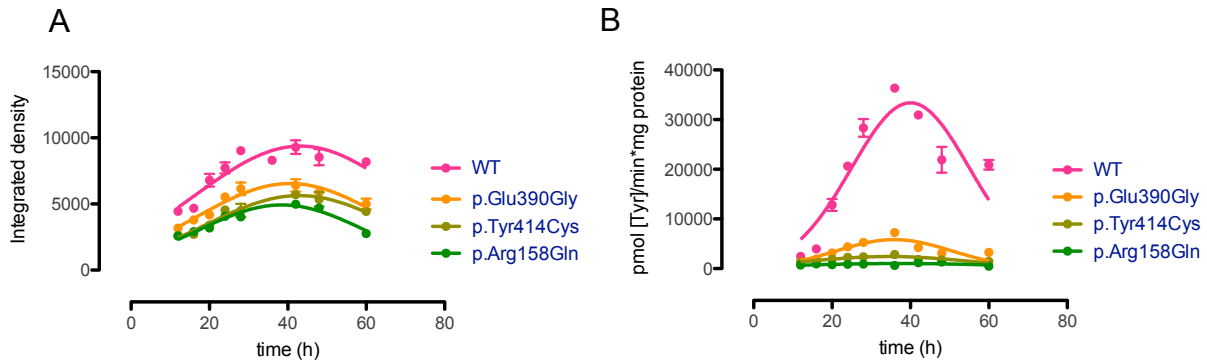 A
Integrated density
15000
10000
5000
0
0 20 40 60 80
time (h)
WT
p.Glu390Gly
p.Tyr414Cys
p.Arg158Gln
B
pmol [Tyr]/min*mg protein
40000
30000
20000
10000
0
0 20 40 60 80
time (h)
WT
p.Glu390Gly
p.Tyr414Cys
p.Arg158Gln